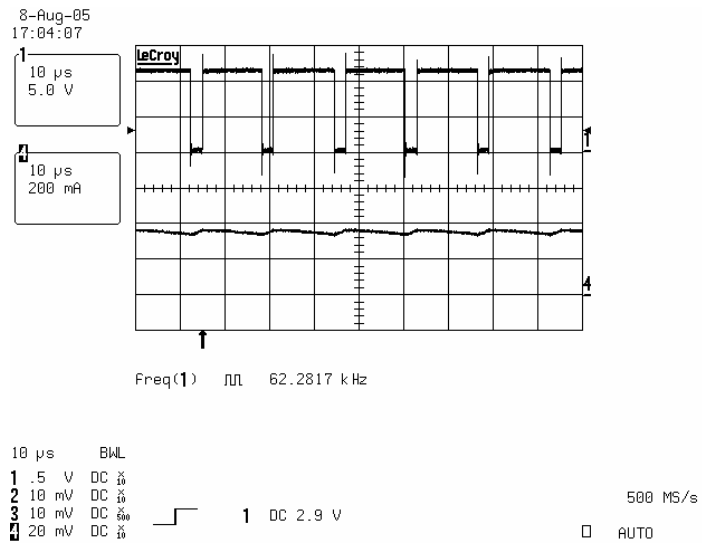 8-Aug-05
17:04:07
1
10 µs
5.0 V
4
10 µs
200 mA
LeCroy
1
4
Freq(1) 62.2817 kHz
10 µs BWL
1 .5 V DC X10
2 10 mV DC X10
3 10 mV DC X500
4 20 mV DC X10
1 DC 2.9 V
500 MS/s
AUTO